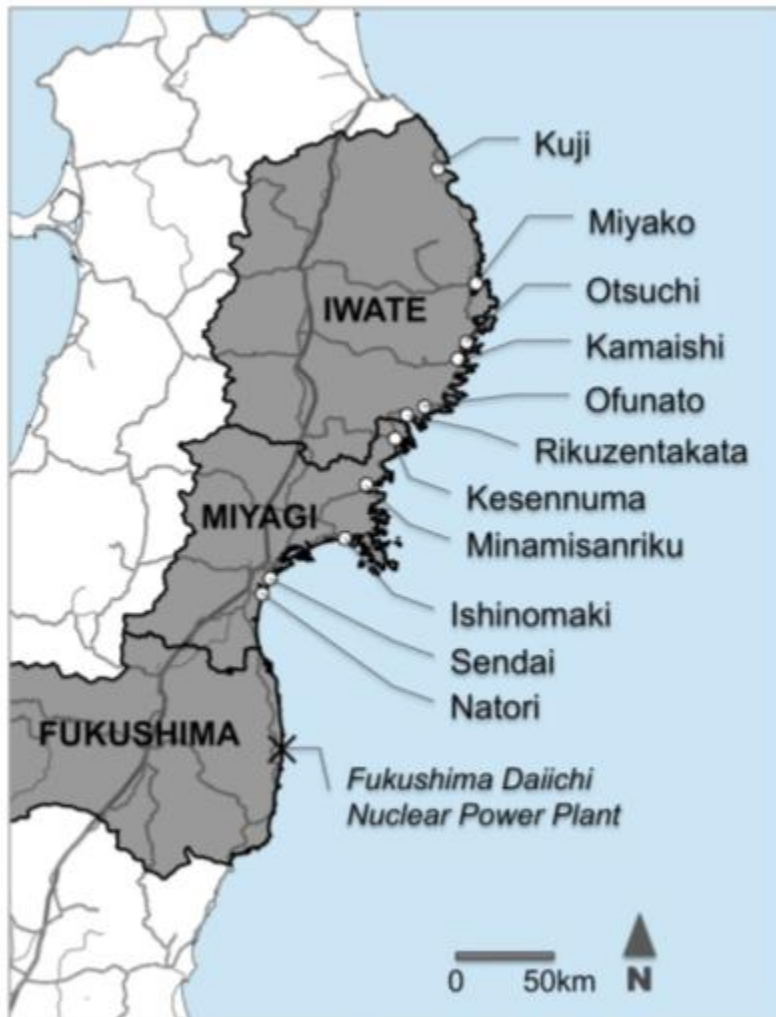 Kuji
Miyako
Otsuchi
IWATE
Kamaishi
Ofunato
Rikuzentakata
Kesennuma
MIYAGI
Minamisanriku
Ishinomaki
Sendai
Natori
FUKUSHIMA
Fukushima Daiichi
Nuclear Power Plant
0 50km N